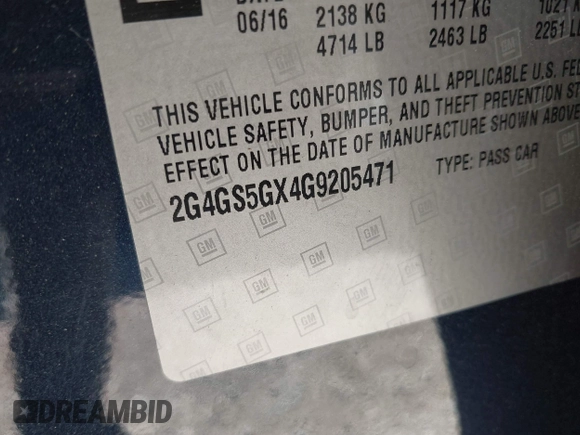 06/16 2138 KG 1117 KG
4714 LB 2463 LB 2251 LB
THIS VEHICLE CONFORMS TO ALL APPLICABLE U.S. FED
VEHICLE SAFETY, BUMPER, AND THEFT PREVENTION ST
EFFECT ON THE DATE OF MANUFACTURE SHOWN ABOVE
2G4GS5GX4G9205471 TYPE: PASS CAR
GM
DREAMBID